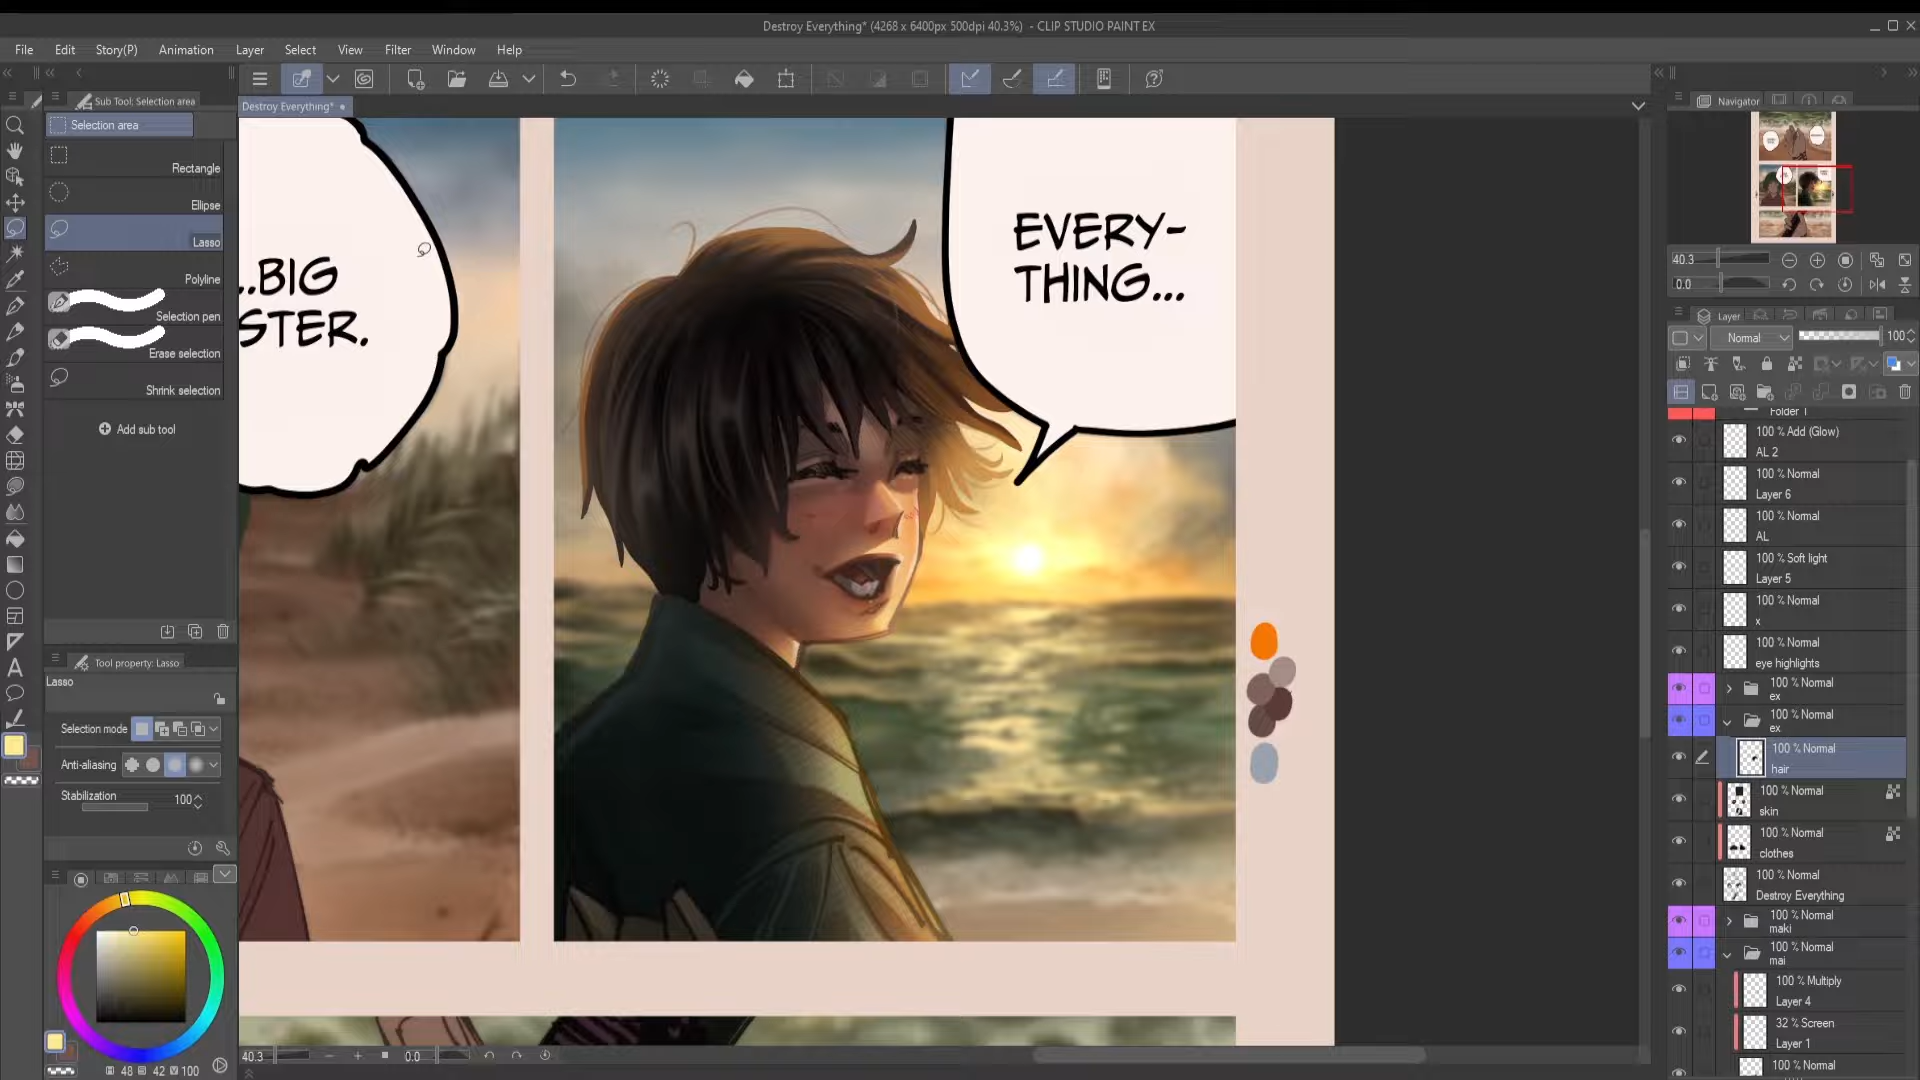 Destroy Everything* (4268 x 6400px 500dpi 40.3%) - CLIP STUDIO PAINT EX
File Edit Story(P) Animation Layer Select View Filter Window Help
Sub Tool: Selection area
Selection area
Rectangle
Ellipse
Lasso
Polyline
Selection pen
Erase selection
Shrink selection
Add sub tool
Tool property: Lasso
Lasso
Selection mode
Anti-aliasing
Stabilization 100
48 42 100
Destroy Everything*
..BIG
STER.
EVERY-
THING...
40.3 0.0
Navigator
40.3
0.0
Layer
Normal 100
Folder 1
100 % Add (Glow)
AL 2
100 % Normal
Layer 6
100 % Normal
AL
100 % Soft light
Layer 5
100 % Normal
x
100 % Normal
eye highlights
100 % Normal
ex
100 % Normal
ex
100 % Normal
hair
100 % Normal
skin
100 % Normal
clothes
100 % Normal
Destroy Everything
100 % Normal
maki
100 % Normal
mai
100 % Multiply
Layer 4
32 % Screen
Layer 1
100 % Normal